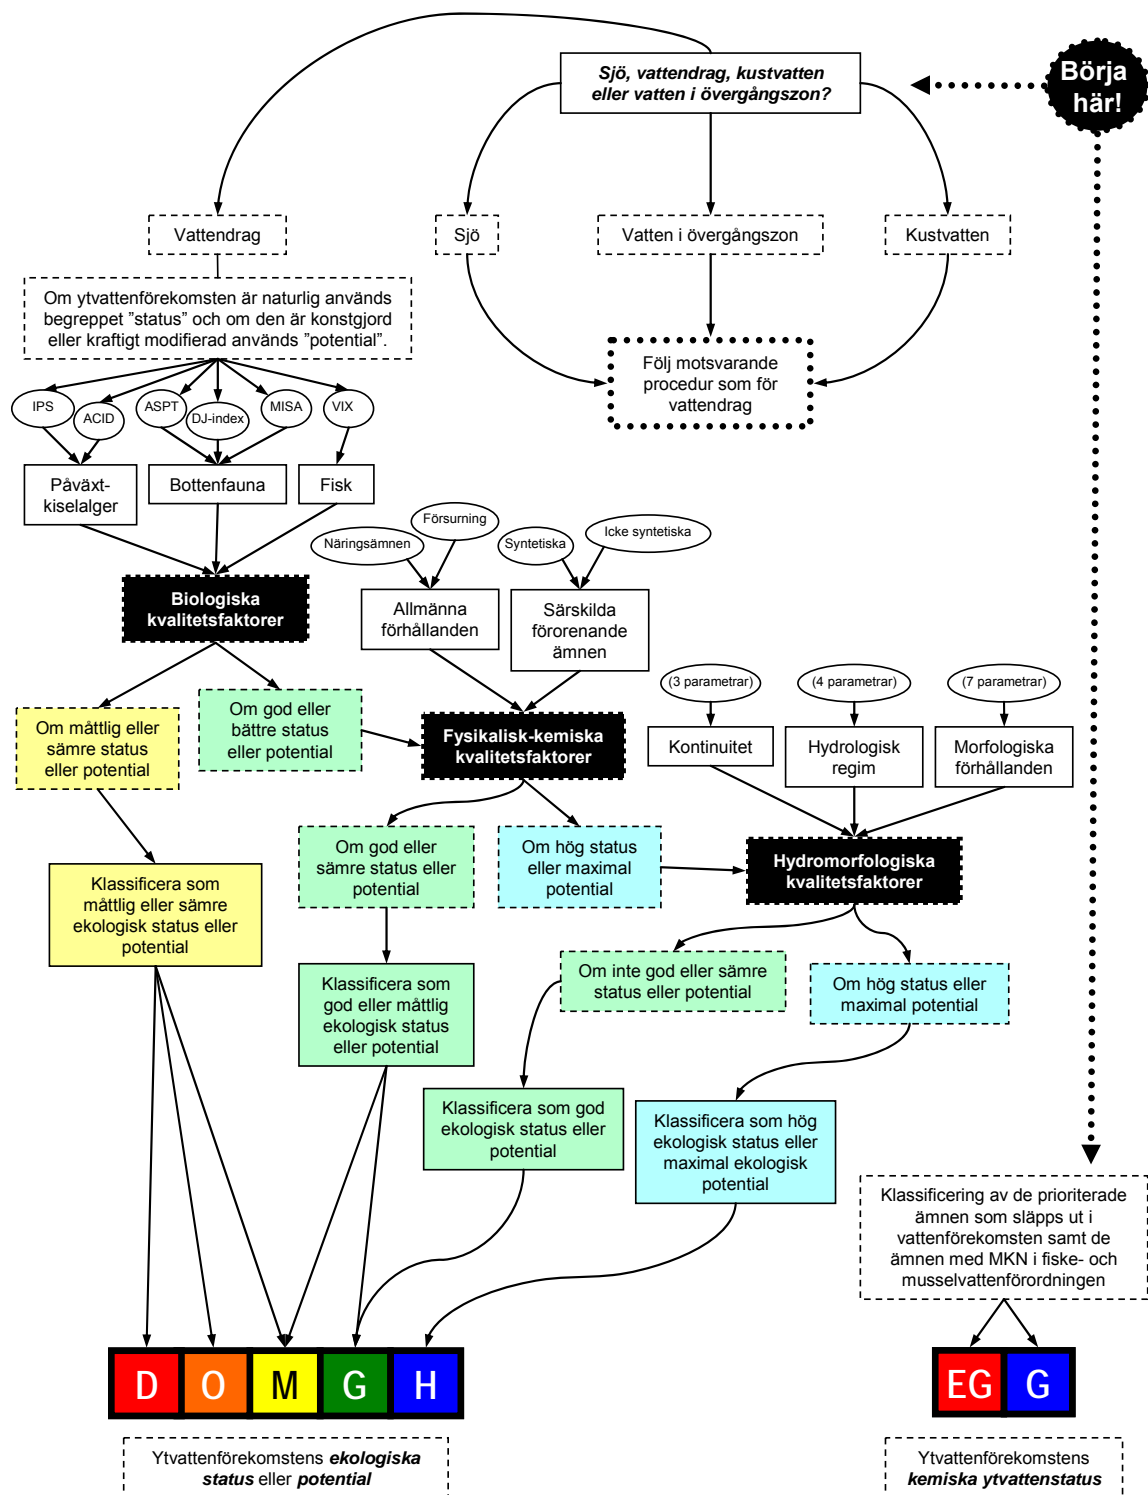 Sjö, vattendrag, kustvatten
eller vatten i övergångszon?
Börja
här!
Vattendrag
Sjö
Vatten i övergångszon
Kustvatten
Om ytvattenförekomsten är naturlig används
begreppet ”status” och om den är konstgjord
eller kraftigt modifierad används ”potential”.
Följ motsvarande
procedur som för
vattendrag
IPS
ACID
ASPT
DJ-index
MISA
VIX
Påväxt-
kiselalger
Bottenfauna
Fisk
Näringsämnen
Försurning
Syntetiska
Icke syntetiska
Biologiska
kvalitetsfaktorer
Allmänna
förhållanden
Särskilda
förorenande
ämnen
(3 parametrar)
(4 parametrar)
(7 parametrar)
Om måttlig eller
sämre status
eller potential
Om god eller
bättre status
eller potential
Fysikalisk-kemiska
kvalitetsfaktorer
Kontinuitet
Hydrologisk
regim
Morfologiska
förhållanden
Om god eller
sämre status eller
potential
Om hög status
eller maximal
potential
Hydromorfologiska
kvalitetsfaktorer
Klassificera som
måttlig eller sämre
ekologisk status eller
potential
Klassificera som
god eller måttlig
ekologisk status
eller potential
Om inte god eller sämre
status eller potential
Om hög status eller
maximal potential
Klassificera som god
ekologisk status eller
potential
Klassificera som hög
ekologisk status eller
maximal ekologisk
potential
Klassificering av de prioriterade
ämnen som släpps ut i
vattenförekomsten samt de
ämnen med MKN i fiske- och
musselvattenförordningen
D O M G H
EG G
Ytvattenförekomstens ekologiska
status eller potential
Ytvattenförekomstens
kemiska ytvattenstatus